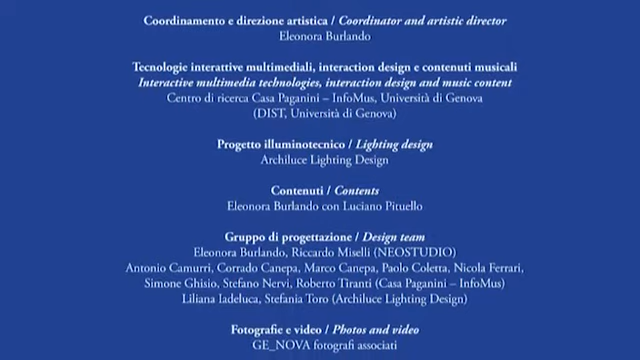 Coordinamento e direzione artistica / Coordinator and artistic director
Eleonora Burlando
Tecnologie interattive multimediali, interaction design e contenuti musicali
Interactive multimedia technologies, interaction design and music content
Centro di ricerca Casa Paganini – InfoMus, Università di Genova
(DIST, Università di Genova)
Progetto illuminotecnico / Lighting design
Archiluce Lighting Design
Contenuti / Contents
Eleonora Burlando con Luciano Pituello
Gruppo di progettazione / Design team
Eleonora Burlando, Riccardo Miselli (NEOSTUDIO)
Antonio Camurri, Corrado Canepa, Marco Canepa, Paolo Coletta, Nicola Ferrari,
Simone Ghisio, Stefano Nervi, Roberto Tiranti (Casa Paganini – InfoMus)
Liliana Iadeluca, Stefania Toro (Archiluce Lighting Design)
Fotografie e video / Photos and video
GE_NOVA fotografi associati